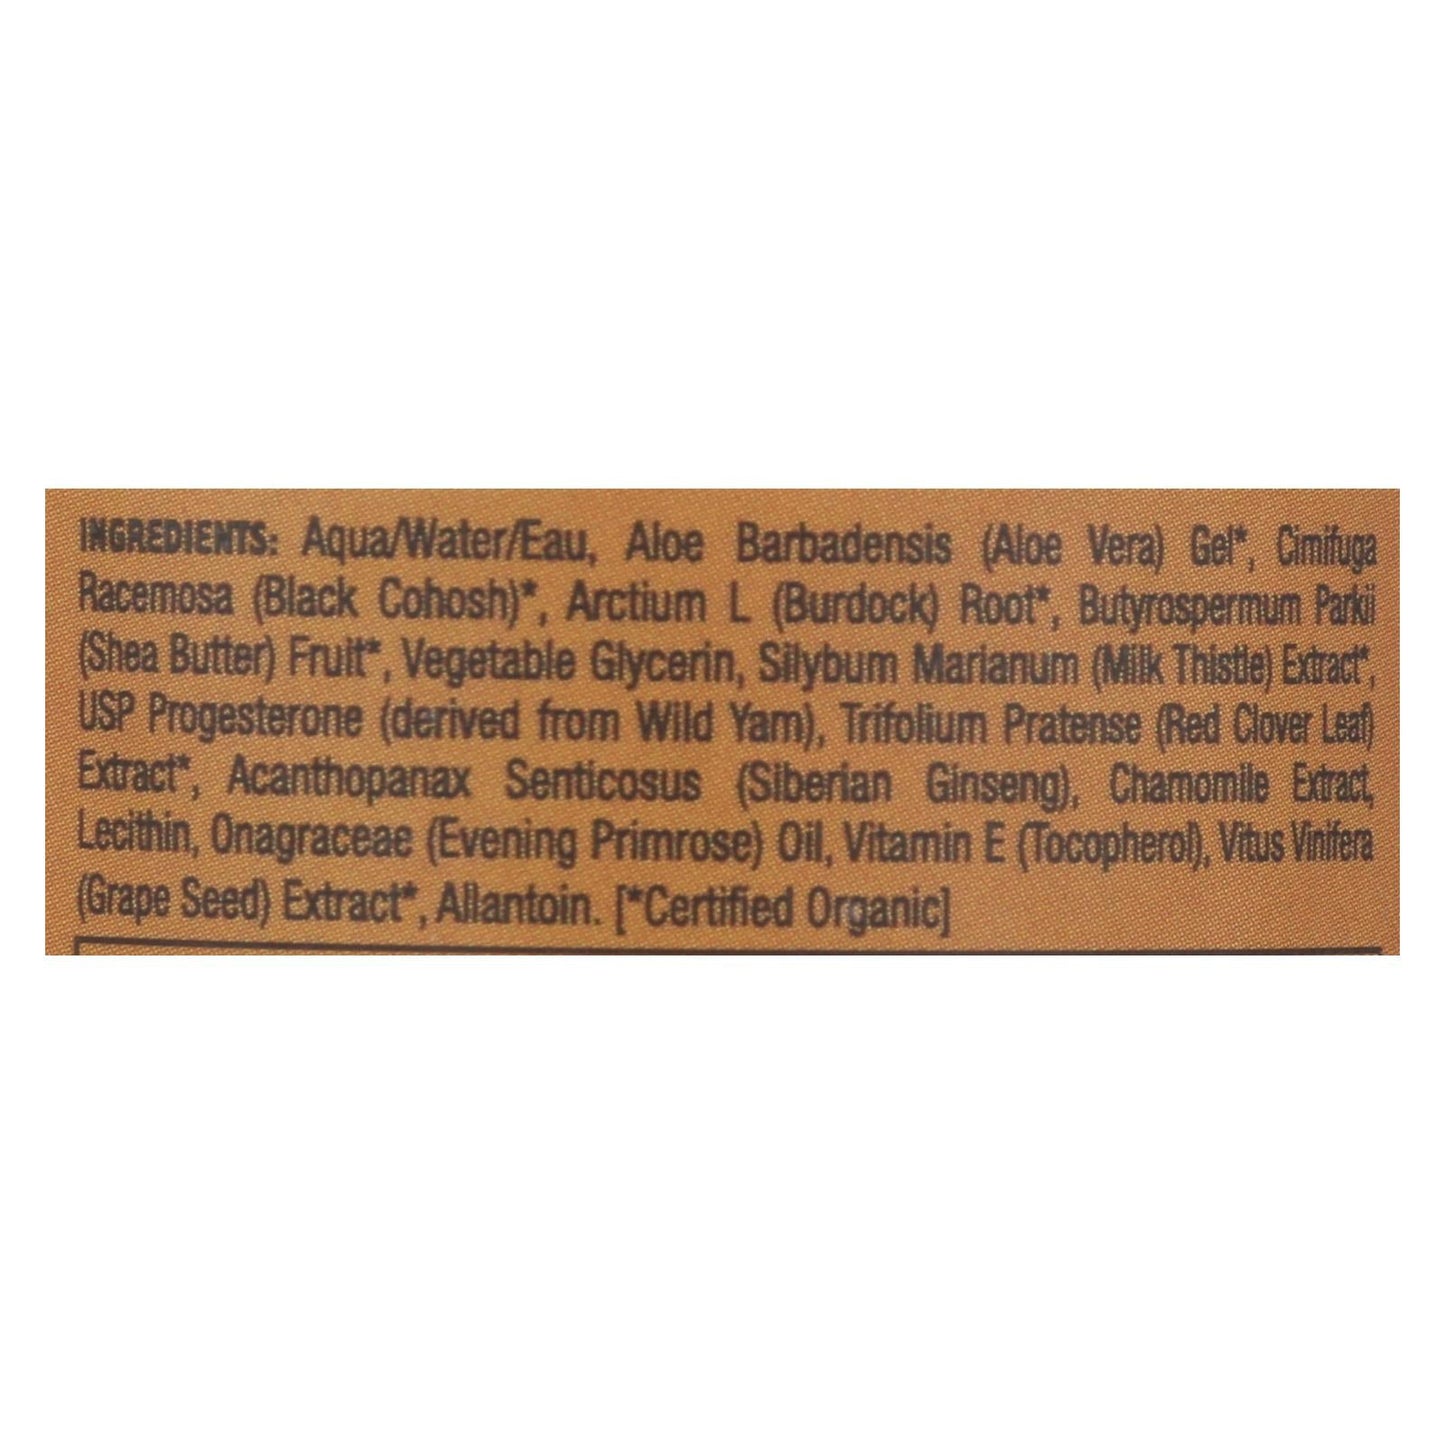 INGREDIENTS: Aqua/Water/Eau, Aloe Barbadensis (Aloe Vera) Gel*, Cimifuga
Racemosa (Black Cohosh)*, Arctium L (Burdock) Root*, Butyrospermum Parkii
(Shea Butter) Fruit*, Vegetable Glycerin, Silybum Marianum (Milk Thistle) Extract*,
USP Progesterone (derived from Wild Yam), Trifolium Pratense (Red Clover Leaf)
Extract*, Acanthopanax Senticosus (Siberian Ginseng), Chamomile Extract,
Lecithin, Onagraceae (Evening Primrose) Oil, Vitamin E (Tocopherol), Vitus Vinifera
(Grape Seed) Extract*, Allantoin. [*Certified Organic]